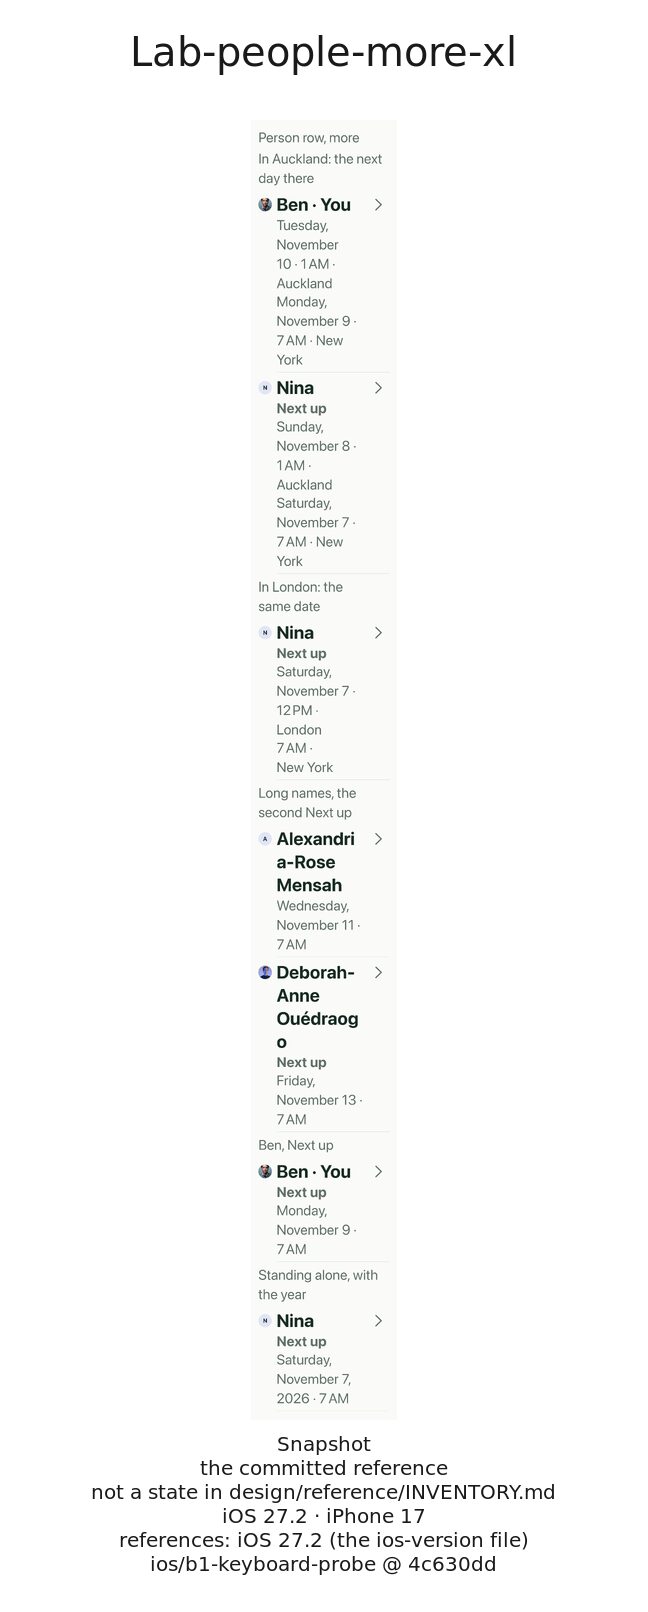 Lab-people-more-xl
Person row, more
In Auckland: the next
day there
Ben · You
Tuesday,
November
10 · 1 AM ·
Auckland
Monday,
November 9 ·
7 AM · New
York
N
Nina
Next up
Sunday,
November 8 ·
1 AM ·
Auckland
Saturday,
November 7 ·
7 AM · New
York
In London: the
same date
N
Nina
Next up
Saturday,
November 7 ·
12 PM ·
London
7 AM ·
New York
Long names, the
second Next up
A
Alexandri
a-Rose
Mensah
Wednesday,
November 11 ·
7 AM
Deborah-
Anne
Ouédraog
o
Next up
Friday,
November 13 ·
7 AM
Ben, Next up
Ben · You
Next up
Monday,
November 9 ·
7 AM
Standing alone, with
the year
N
Nina
Next up
Saturday,
November 7,
2026 · 7 AM
Snapshot
the committed reference
not a state in design/reference/INVENTORY.md
iOS 27.2 · iPhone 17
references: iOS 27.2 (the ios-version file)
ios/b1-keyboard-probe @ 4c630dd